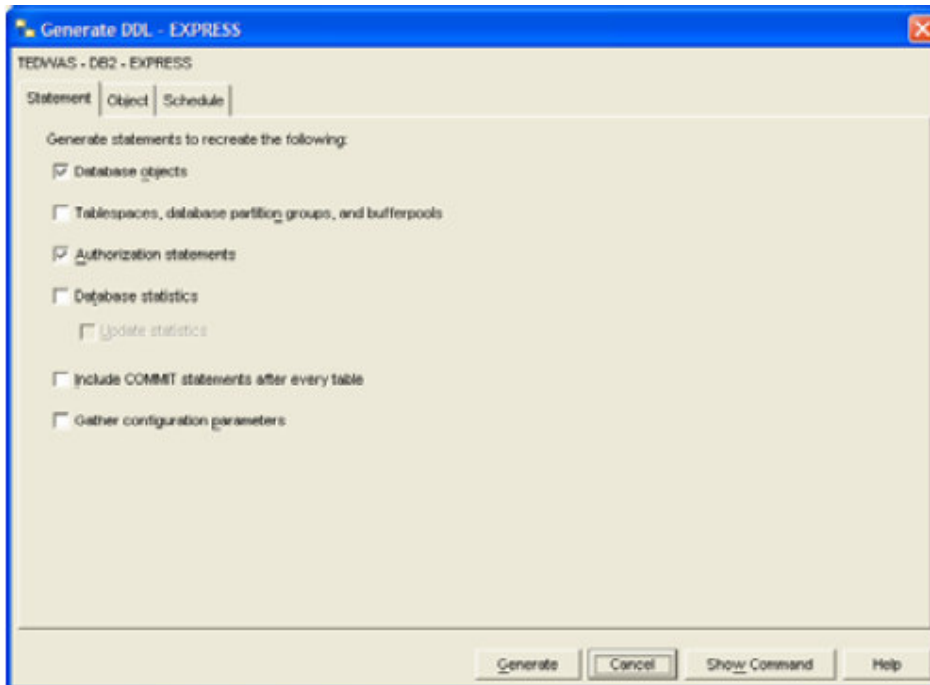 Generate DDL - EXPRESS
TEDWAS - DB2 - EXPRESS
Statement Object Schedule
Generate statements to recreate the following:
Database objects
Tablespaces, database partition groups, and bufferpools
Authorization statements
Database statistics
Update statistics
Include COMMIT statements after every table
Gather configuration parameters
Generate Cancel Show Command Help